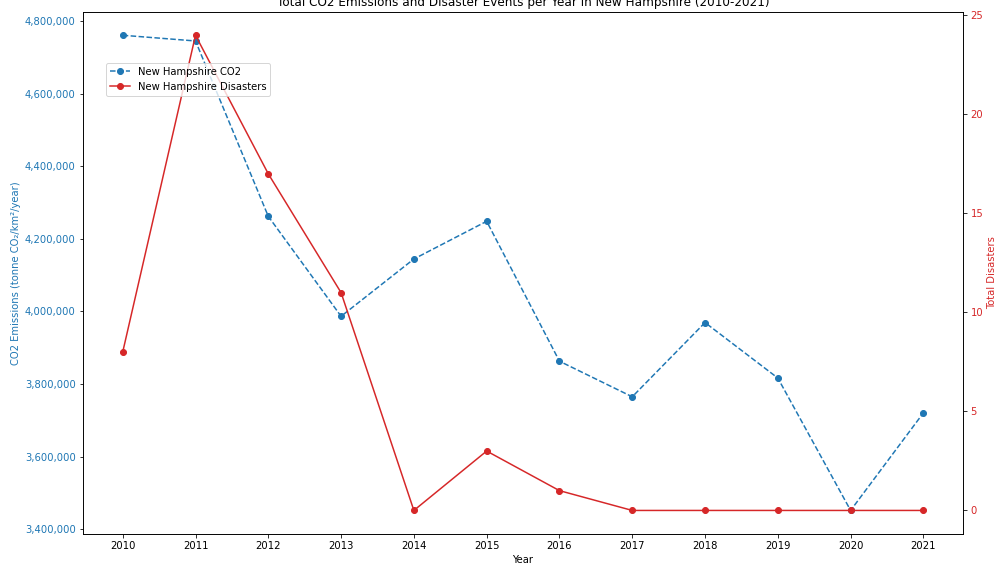 Total CO2 Emissions and Disaster Events per Year in New Hampshire (2010-2021)
4,800,000
4,600,000
4,400,000
4,200,000
4,000,000
3,800,000
3,600,000
3,400,000
CO2 Emissions (tonne CO₂/km²/year)
New Hampshire CO2
New Hampshire Disasters
25
20
15
10
5
0
Total Disasters
2010 2011 2012 2013 2014 2015 2016 2017 2018 2019 2020 2021
Year